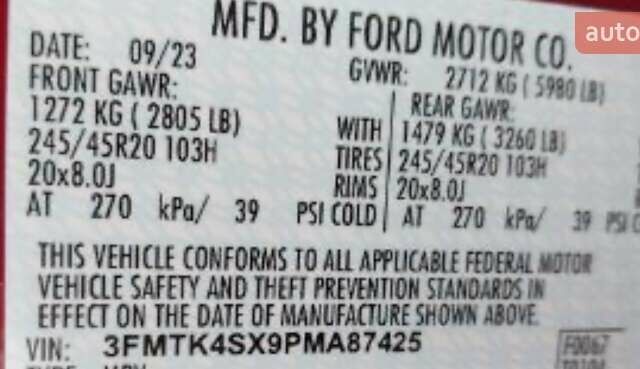 MFD. BY FORD MOTOR CO.
auto
DATE: 09/23
GVWR: 2712 KG ( 5980 LB)
FRONT GAWR:
REAR GAWR:
1272 KG ( 2805 LB)
WITH 1479 KG ( 3260 LB)
245/45R20 103H
TIRES 245/45R20 103H
20x8.0J
RIMS 20x8.0J
AT 270 kPa/ 39 PSI COLD AT 270 kPa/ 39 PSI C
THIS VEHICLE CONFORMS TO ALL APPLICABLE FEDERAL MOTOR
VEHICLE SAFETY AND THEFT PREVENTION STANDARDS IN
EFFECT ON THE DATE OF MANUFACTURE SHOWN ABOVE.
VIN: 3FMTK4SX9PMA87425
F0067